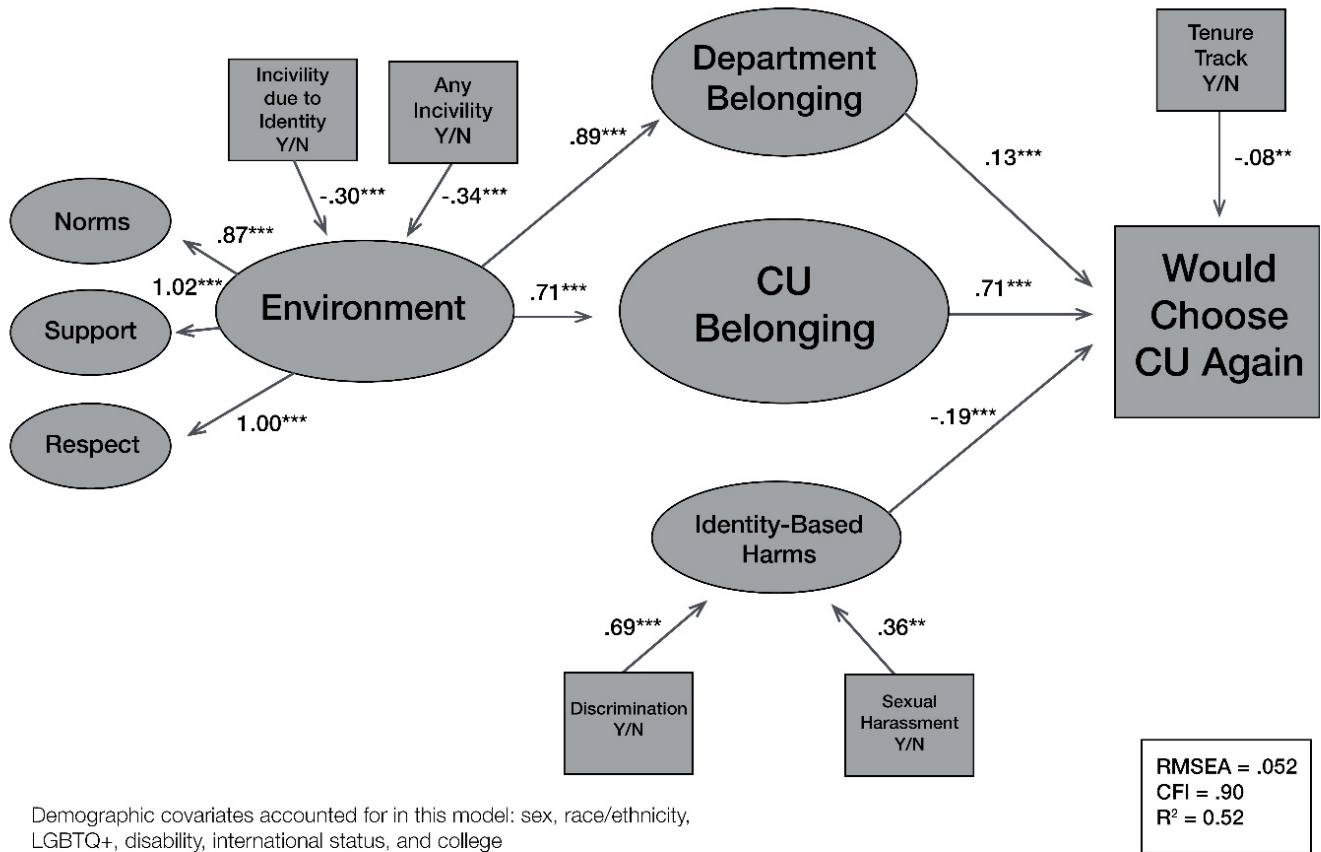 Incivility
due to
Identity
Y/N
Any
Incivility
Y/N
Department
Belonging
Tenure
Track
Y/N
.89***
.13***
-.08**
-.30***
-.34***
Norms
.87***
1.02***
Support
Environment
.71***
CU
Belonging
.71***
Would
Choose
CU Again
1.00***
Respect
-.19***
Identity-Based
Harms
.69***
.36**
Discrimination
Y/N
Sexual
Harassment
Y/N
RMSEA = .052
CFI = .90
R² = 0.52
Demographic covariates accounted for in this model: sex, race/ethnicity,
LGBTQ+, disability, international status, and college